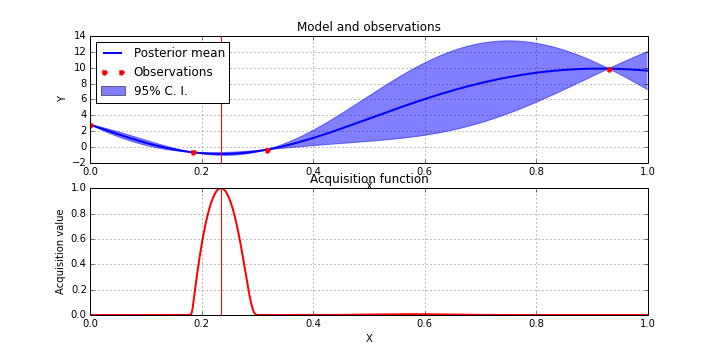 Model and observations
14
12
10
8
6
4
2
0
−2
Y
Posterior mean
Observations
95% C. I.
0.0 0.2 0.4 0.6 0.8 1.0
X
Acquisition function
1.0
0.8
0.6
0.4
0.2
0.0
Acquisition value
0.0 0.2 0.4 0.6 0.8 1.0
X